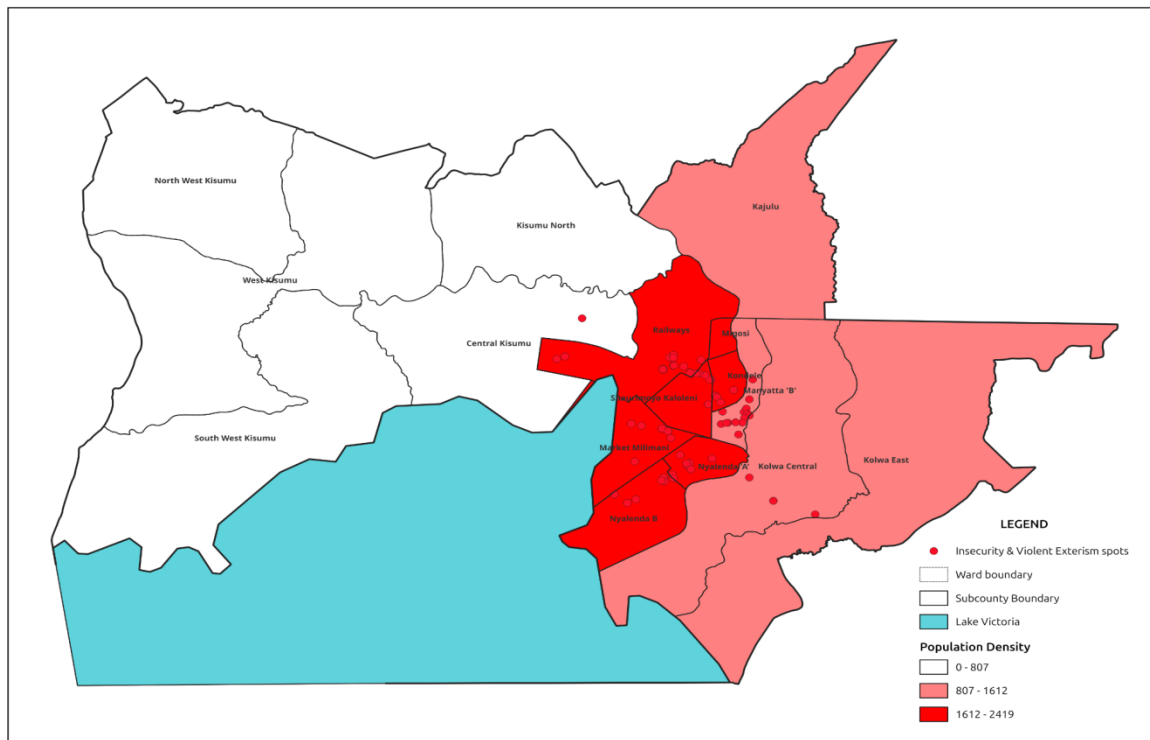 Kajulu
North West Kisumu
Kisumu North
West Kisumu
Railways
Migosi
Central Kisumu
Kondele
Manyatta 'B'
Shaurimoyo Kaloleni
South West Kisumu
Market Milimani
Nyalenda 'A'
Kolwa Central
Kolwa East
Nyalenda B
LEGEND
Insecurity & Violent Exterism spots
Ward boundary
Subcounty Boundary
Lake Victoria
Population Density
0 - 807
807 - 1612
1612 - 2419